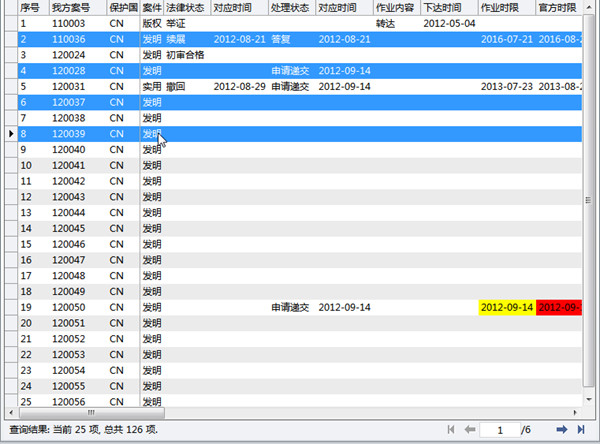 序号 我方案号 保护国 案件 法律状态 对应时间 处理状态 对应时间 作业内容 下达时间 作业时限 官方时限
1 110003 CN 版权 举证 转达 2012-05-04
2 110036 CN 发明 续展 2012-08-21 答复 2012-08-21 2016-07-21 2016-08-2
3 120024 CN 发明 初审合格
4 120028 CN 发明 申请递交 2012-09-14
5 120031 CN 实用 撤回 2012-08-29 申请递交 2012-09-14 2013-07-23 2013-08-2
6 120037 CN 发明
7 120038 CN 发明
8 120039 CN 发明
9 120040 CN 发明
10 120041 CN 发明
11 120042 CN 发明
12 120043 CN 发明
13 120044 CN 发明
14 120045 CN 发明
15 120046 CN 发明
16 120047 CN 发明
17 120048 CN 发明
18 120049 CN 发明
19 120050 CN 发明 申请递交 2012-09-14 2012-09-14 2012-09-
20 120051 CN 发明
21 120052 CN 发明
22 120053 CN 发明
23 120054 CN 发明
24 120055 CN 发明
25 120056 CN 发明
查询结果: 当前 25 项, 总共 126 项.
1 /6